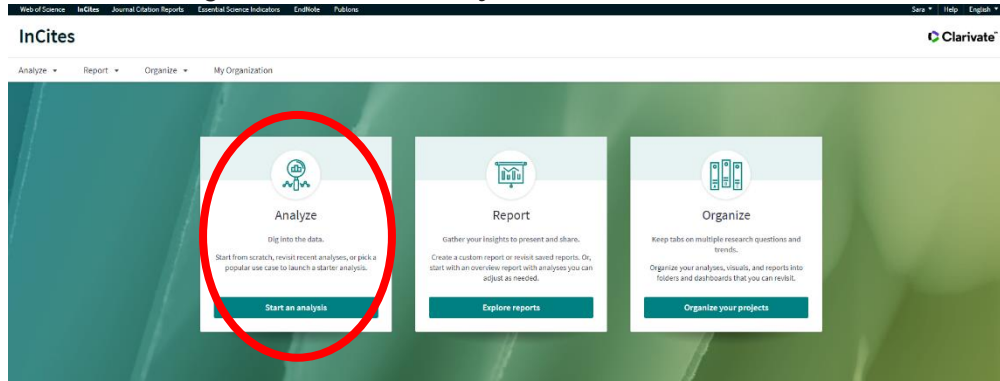 Web of Science InCites Journal Citation Reports Essential Science Indicators EndNote Publons Sara Help English
InCites Clarivate™
Analyze Report Organize My Organization
Analyze
Dig into the data.
Start from scratch, revisit recent analyses, or pick a
popular use case to launch a starter analysis.
Start an analysis
Report
Gather your insights to present and share.
Create a custom report or revisit saved reports. Or,
start with an overview report with analyses you can
adjust as needed.
Explore reports
Organize
Keep tabs on multiple research questions and
trends.
Organize your analyses, visuals, and reports into
folders and dashboards that you can revisit.
Organize your projects